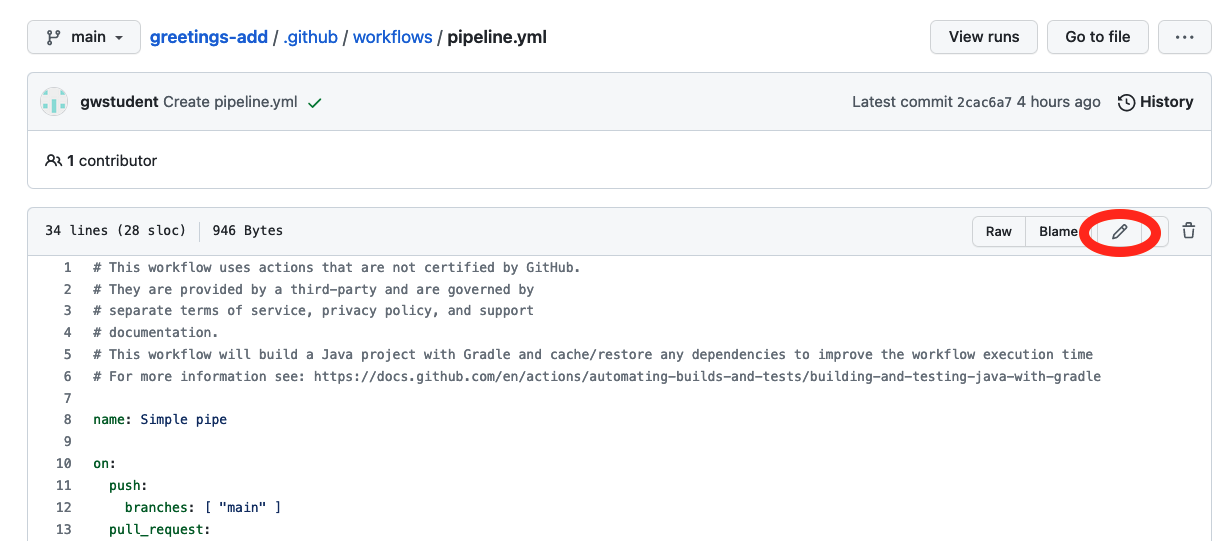 main greetings-add / .github / workflows / pipeline.yml View runs Go to file ...
gwstudent Create pipeline.yml Latest commit 2cac6a7 4 hours ago History
1 contributor
34 lines (28 sloc) 946 Bytes Raw Blame
1 # This workflow uses actions that are not certified by GitHub.
2 # They are provided by a third-party and are governed by
3 # separate terms of service, privacy policy, and support
4 # documentation.
5 # This workflow will build a Java project with Gradle and cache/restore any dependencies to improve the workflow execution time
6 # For more information see: https://docs.github.com/en/actions/automating-builds-and-tests/building-and-testing-java-with-gradle
7
8 name: Simple pipe
9
10 on:
11   push:
12     branches: [ "main" ]
13   pull_request: